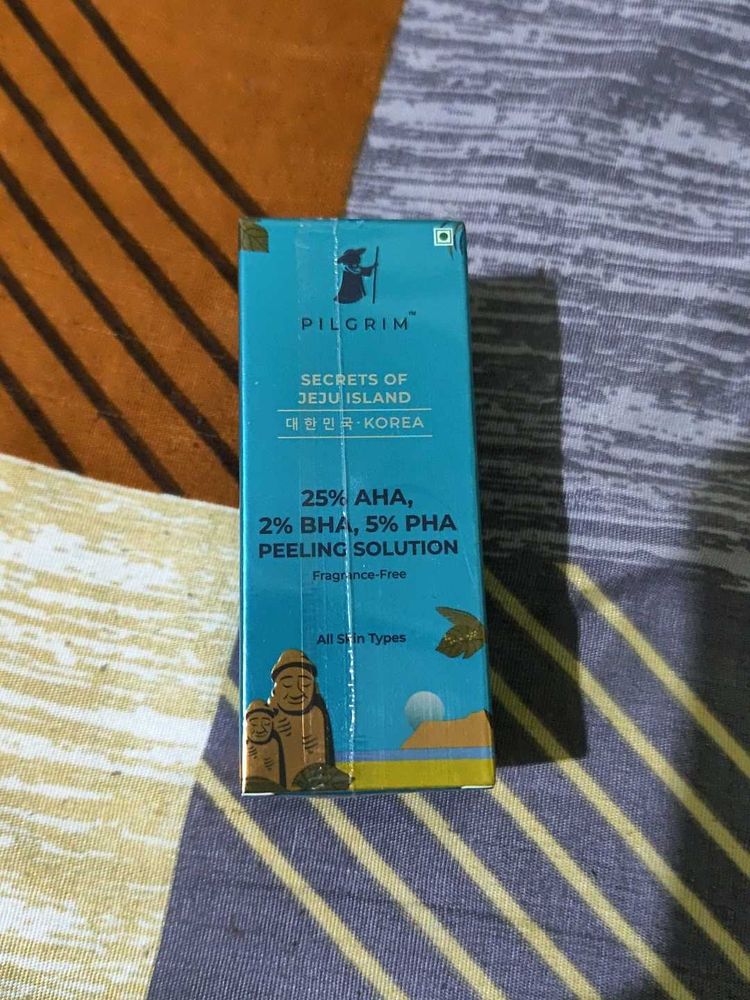 PILGRIM™
SECRETS OF
JEJU ISLAND
대한민국·KOREA
25% AHA,
2% BHA, 5% PHA
PEELING SOLUTION
Fragrance-Free
All Skin Types